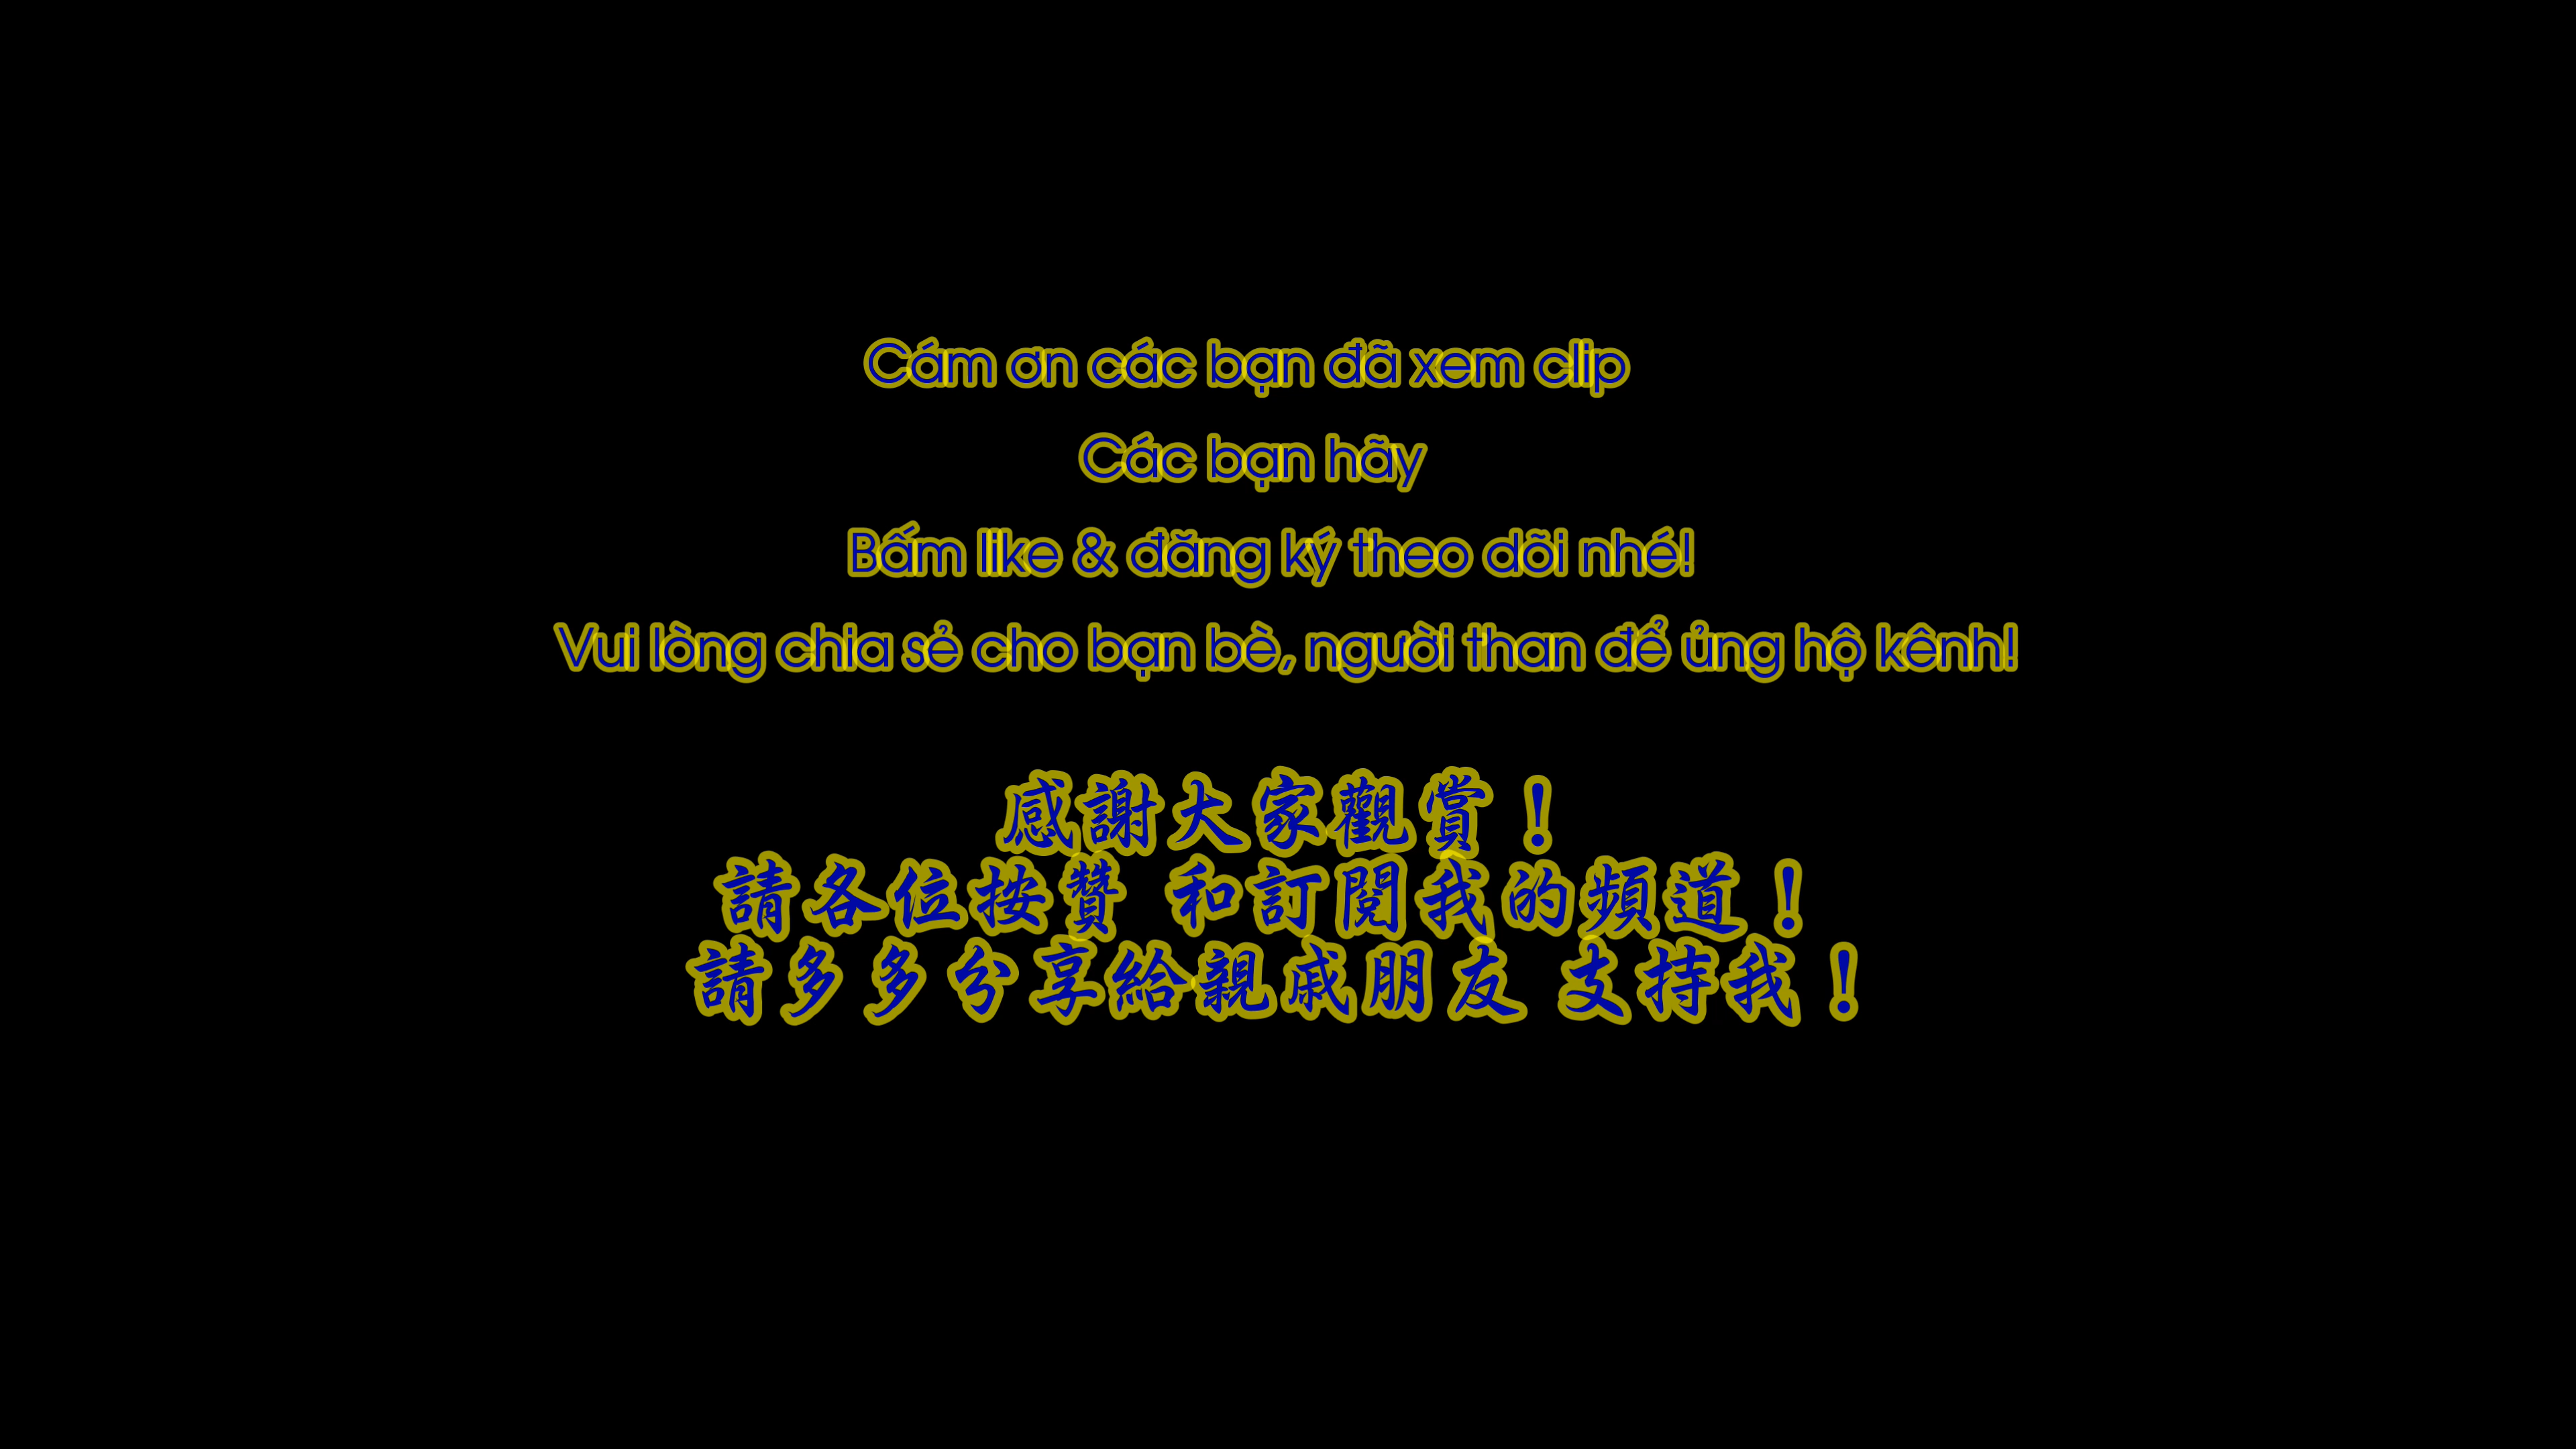 Cám ơn các bạn đã xem clip
Các bạn hãy
Bấm like & đăng ký theo dõi nhé!
Vui lòng chia sẻ cho bạn bè, người than để ủng hộ kênh!
感謝大家觀賞！
請各位按贊 和訂閱我的頻道！
請多多分享給親戚朋友 支持我！